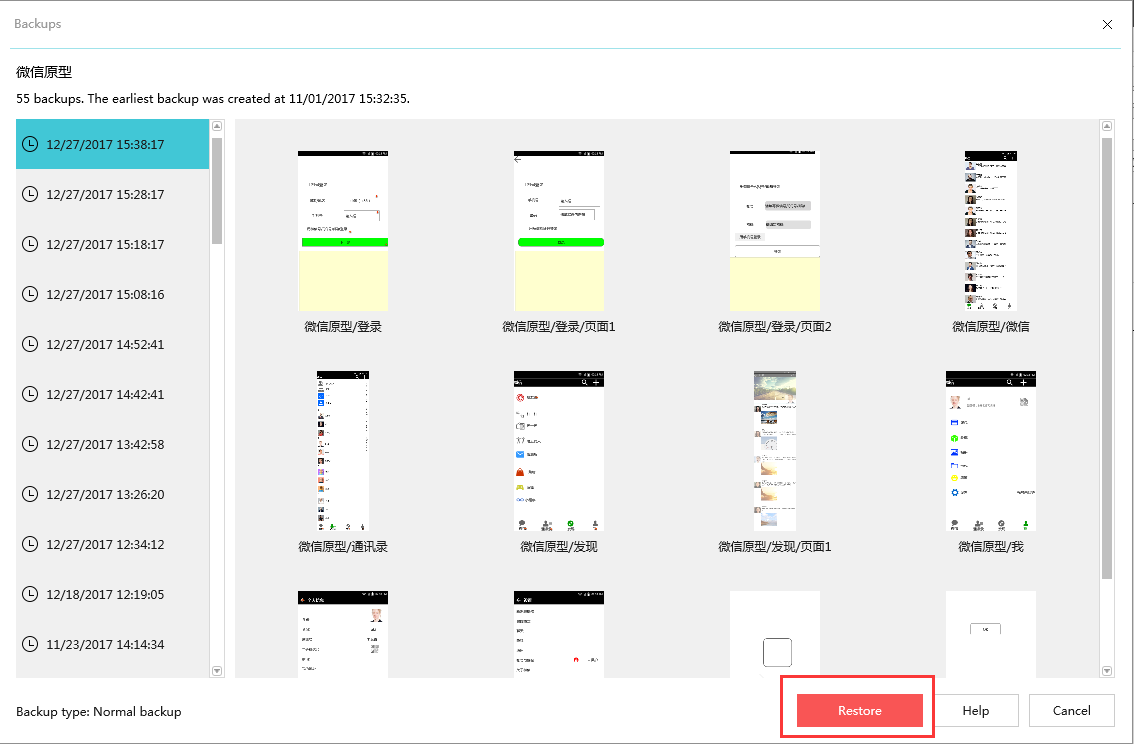 Backups
微信原型
55 backups. The earliest backup was created at 11/01/2017 15:32:35.
12/27/2017 15:38:17
12/27/2017 15:28:17
12/27/2017 15:18:17
12/27/2017 15:08:16
12/27/2017 14:52:41
12/27/2017 14:42:41
12/27/2017 13:42:58
12/27/2017 13:26:20
12/27/2017 12:34:12
12/18/2017 12:19:05
11/23/2017 14:14:34
微信原型/登录
微信原型/登录/页面1
微信原型/登录/页面2
微信原型/微信
微信原型/通讯录
微信原型/发现
微信原型/发现/页面1
微信原型/我
Backup type: Normal backup
Restore
Help
Cancel